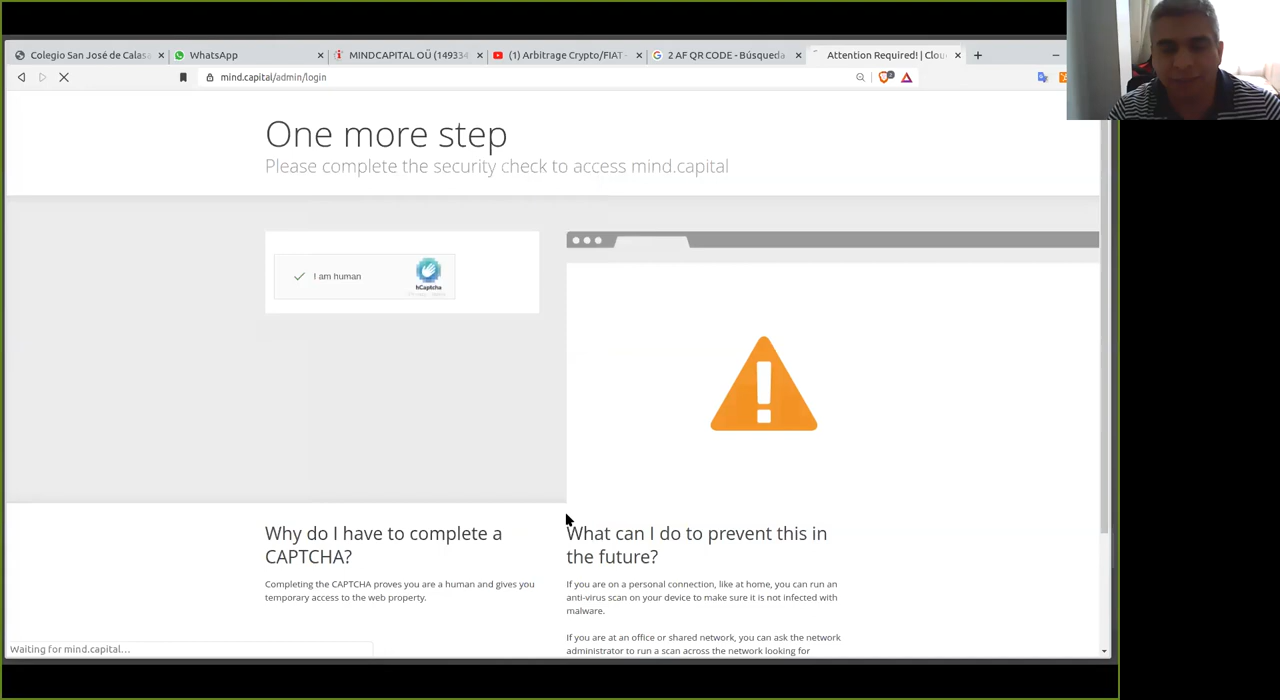 Colegio San José de Calasa
WhatsApp
MINDCAPITAL OÜ (149334
(1) Arbitrage Crypto/FIAT -
2 AF QR CODE - Búsqueda
Attention Required! | Clou
mind.capital/admin/login
One more step
Please complete the security check to access mind.capital
I am human
hCaptcha
Why do I have to complete a
CAPTCHA?
Completing the CAPTCHA proves you are a human and gives you
temporary access to the web property.
What can I do to prevent this in
the future?
If you are on a personal connection, like at home, you can run an
anti-virus scan on your device to make sure it is not infected with
malware.
If you are at an office or shared network, you can ask the network
administrator to run a scan across the network looking for
Waiting for mind.capital...